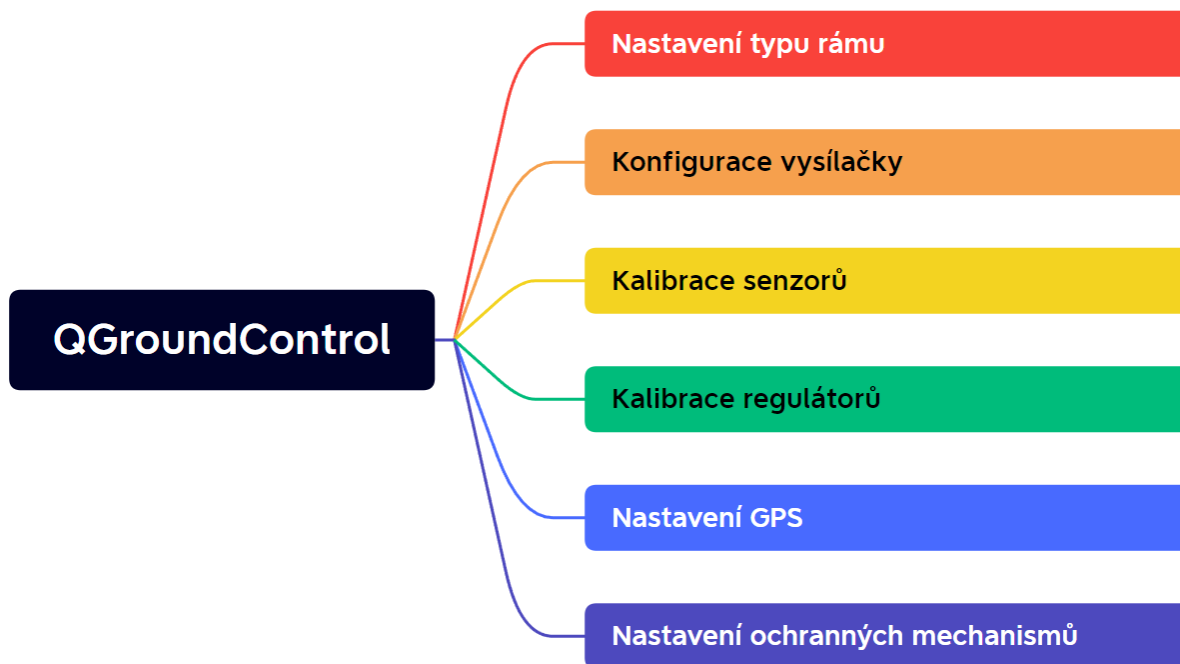 Nastavení typu rámu
Konfigurace vysílačky
Kalibrace senzorů
QGroundControl
Kalibrace regulátorů
Nastavení GPS
Nastavení ochranných mechanismů